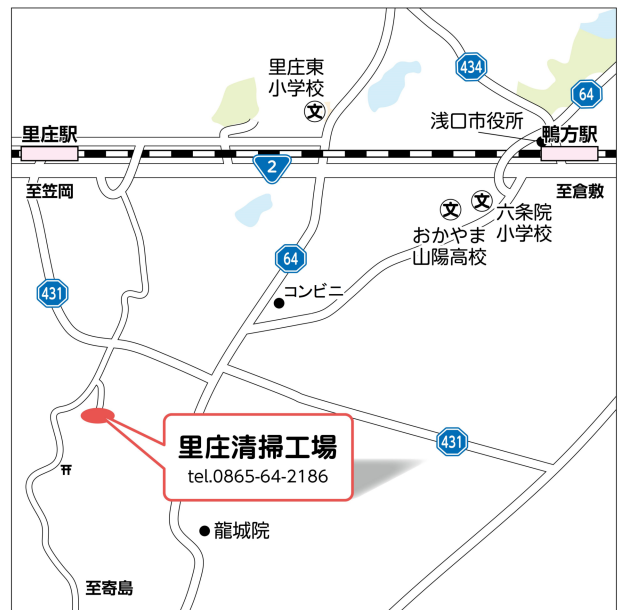 里庄東
小学校
文
434
64
浅口市役所
里庄駅
鴨方駅
2
至笠岡
至倉敷
文
文
おかやま
山陽高校
六条院
小学校
64
431
コンビニ
里庄清掃工場
tel.0865-64-2186
431
龍城院
至寄島